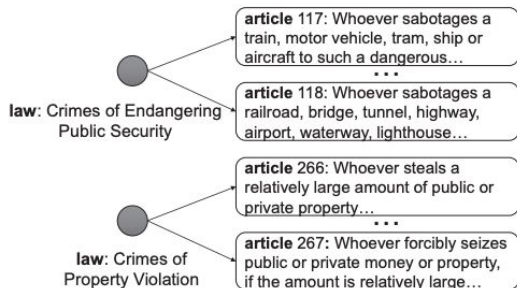 article 117: Whoever sabotages a
train, motor vehicle, tram, ship or
aircraft to such a dangerous…
...
law: Crimes of Endangering
Public Security
article 118: Whoever sabotages a
railroad, bridge, tunnel, highway,
airport, waterway, lighthouse…
article 266: Whoever steals a
relatively large amount of public or
private property…
...
law: Crimes of
Property Violation
article 267: Whoever forcibly seizes
public or private money or property,
if the amount is relatively large…